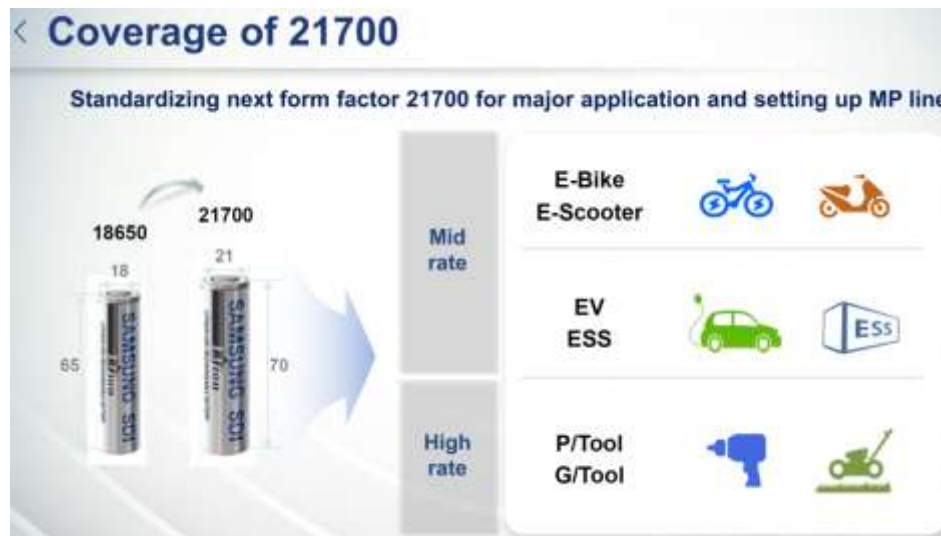 < Coverage of 21700
Standardizing next form factor 21700 for major application and setting up MP line
18650
21700
18
21
65
70
SAMSUNG SDI
SAMSUNG SDI
Mid
rate
E-Bike
E-Scooter
EV
ESS
ESS
High
rate
P/Tool
G/Tool